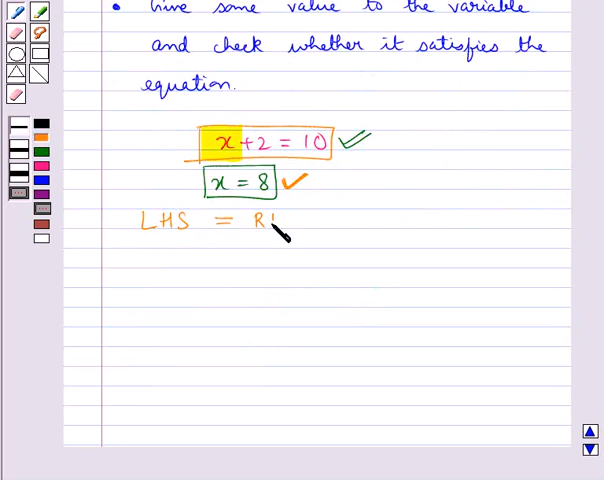 Give some value to the variable
and check whether it satisfies the
equation.
x + 2 = 10
x = 8
LHS = R